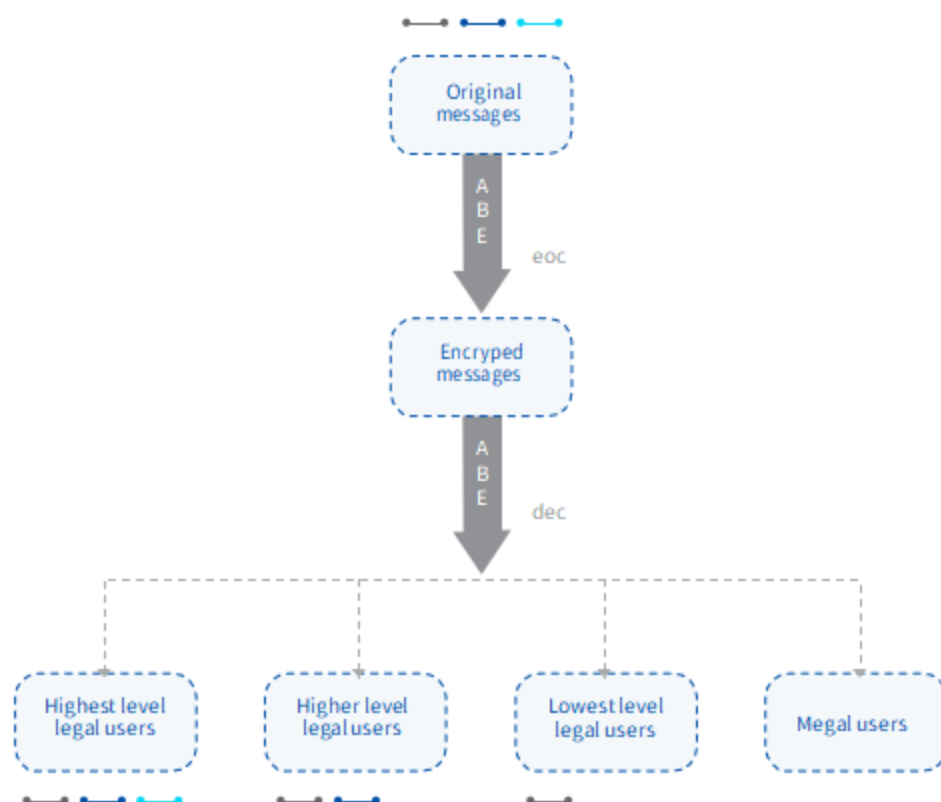 Original
messages
A
B
E
eoc
Encryped
messages
A
B
E
dec
Highest level
legal users
Higher level
legal users
Lowest level
legal users
Megal users